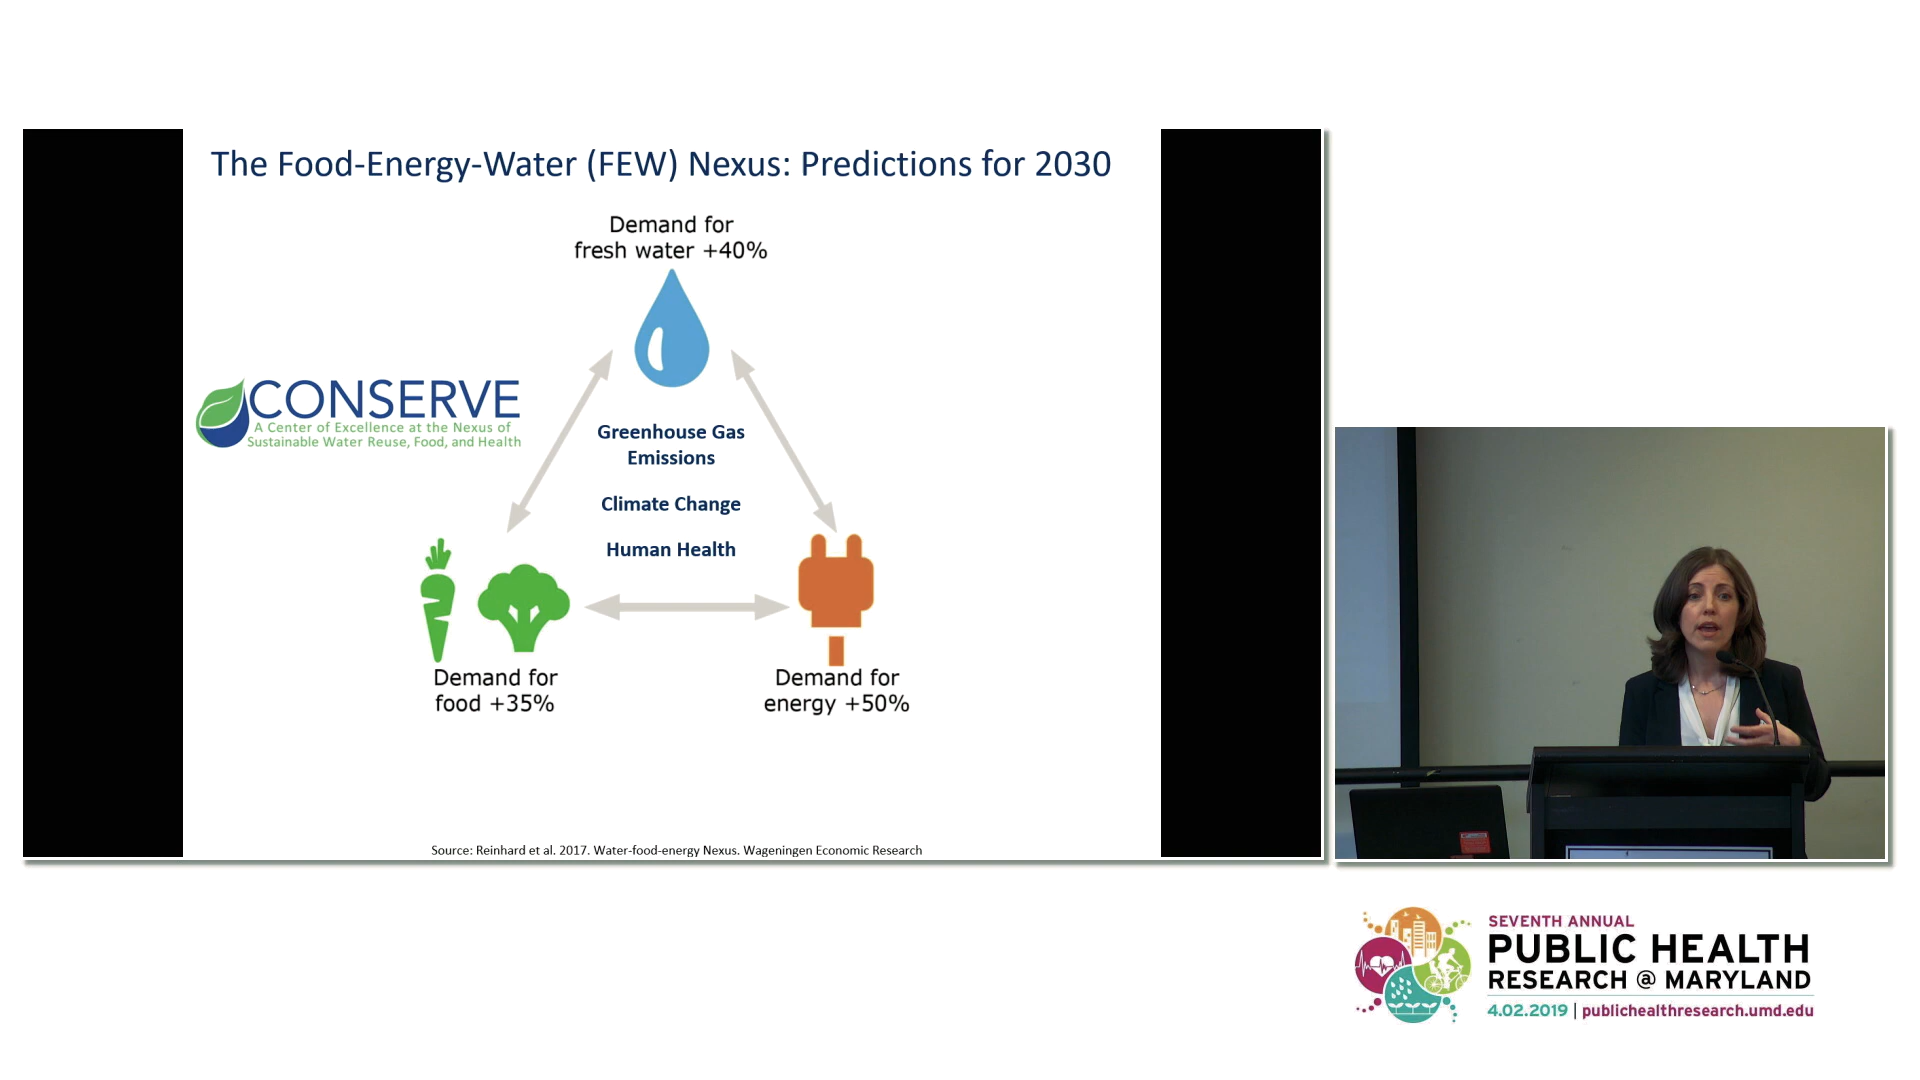 The Food-Energy-Water (FEW) Nexus: Predictions for 2030
Demand for
fresh water +40%
CONSERVE
A Center of Excellence at the Nexus of
Sustainable Water Reuse, Food, and Health
Greenhouse Gas
Emissions
Climate Change
Human Health
Demand for
food +35%
Demand for
energy +50%
Source: Reinhard et al. 2017. Water-food-energy Nexus. Wageningen Economic Research
SEVENTH ANNUAL
PUBLIC HEALTH
RESEARCH @ MARYLAND
4.02.2019 | publichealthresearch.umd.edu